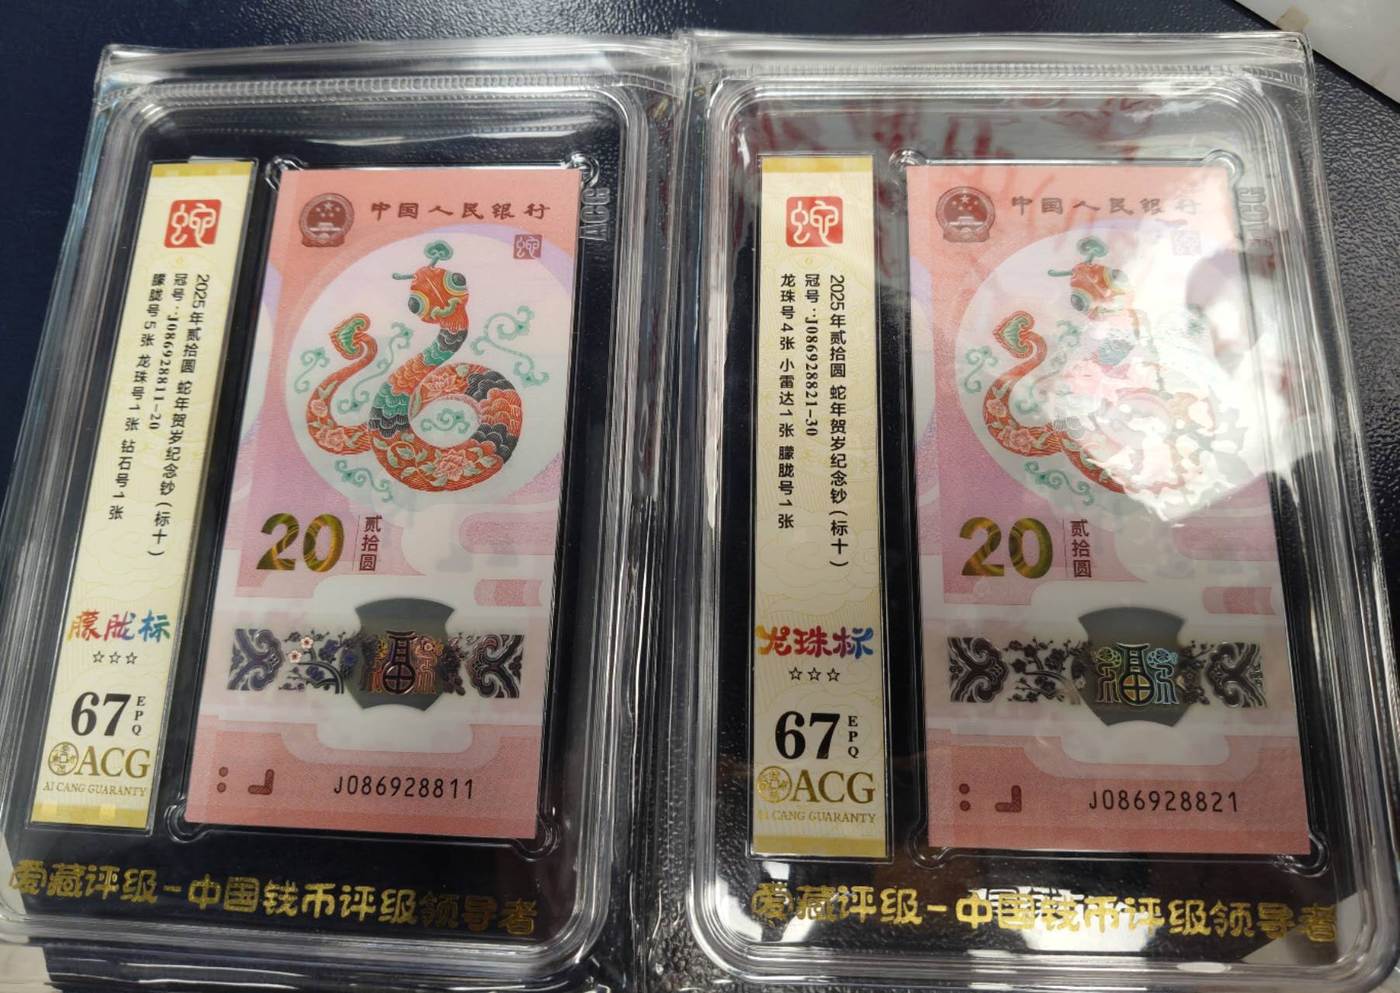 蛇
2025年贰拾圆 蛇年贺岁纪念钞(标十)
冠号:J086928811-20
朦胧号5张 龙珠号1张 钻石号1张
朦胧标
☆☆☆
67
EPQ
ACG
AI CANG GUARANTY
中国人民银行
蛇
20
贰拾圆
福
J086928811
ACG
爱藏评级-中国钱币评级领导者
蛇
2025年贰拾圆 蛇年贺岁纪念钞(标十)
冠号:J086928821-30
龙珠号4张 小雷达1张 朦胧号1张
龙珠标
☆☆☆
67
EPQ
ACG
AI CANG GUARANTY
中国人民银行
20
贰拾圆
福
J086928821
爱藏评级-中国钱币评级领导者